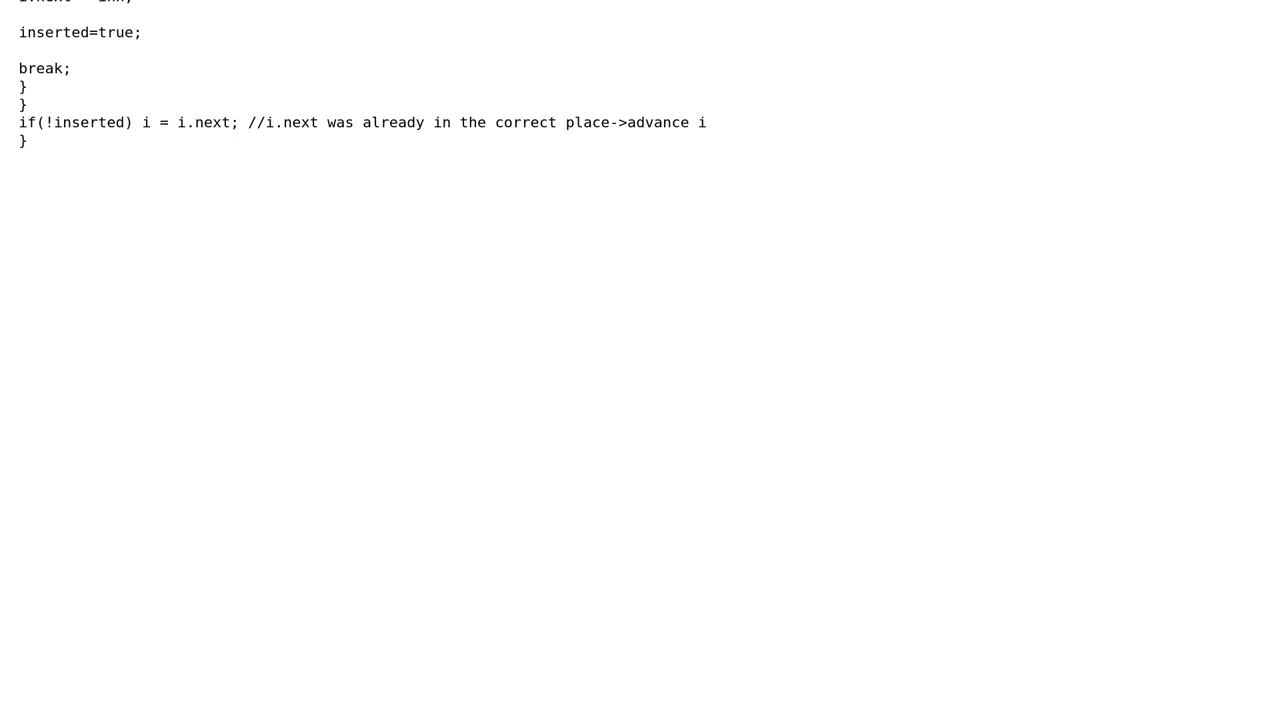 inserted=true;
break;
}
}
if(!inserted) i = i.next; //i.next was already in the correct place->advance i
}